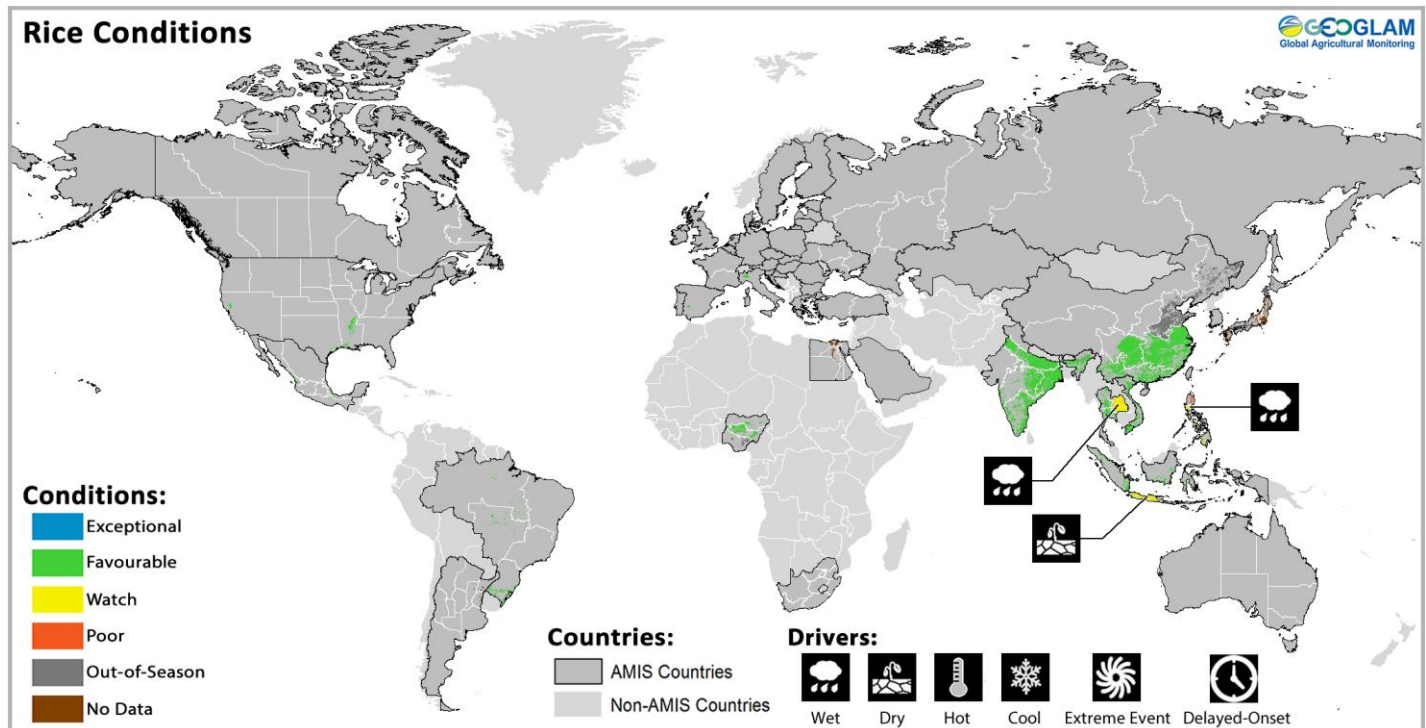 Rice Conditions
GEOGLAM
Global Agricultural Monitoring
Conditions:
Exceptional
Favourable
Watch
Poor
Out-of-Season
No Data
Countries:
AMIS Countries
Non-AMIS Countries
Drivers:
Wet
Dry
Hot
Cool
Extreme Event
Delayed-Onset